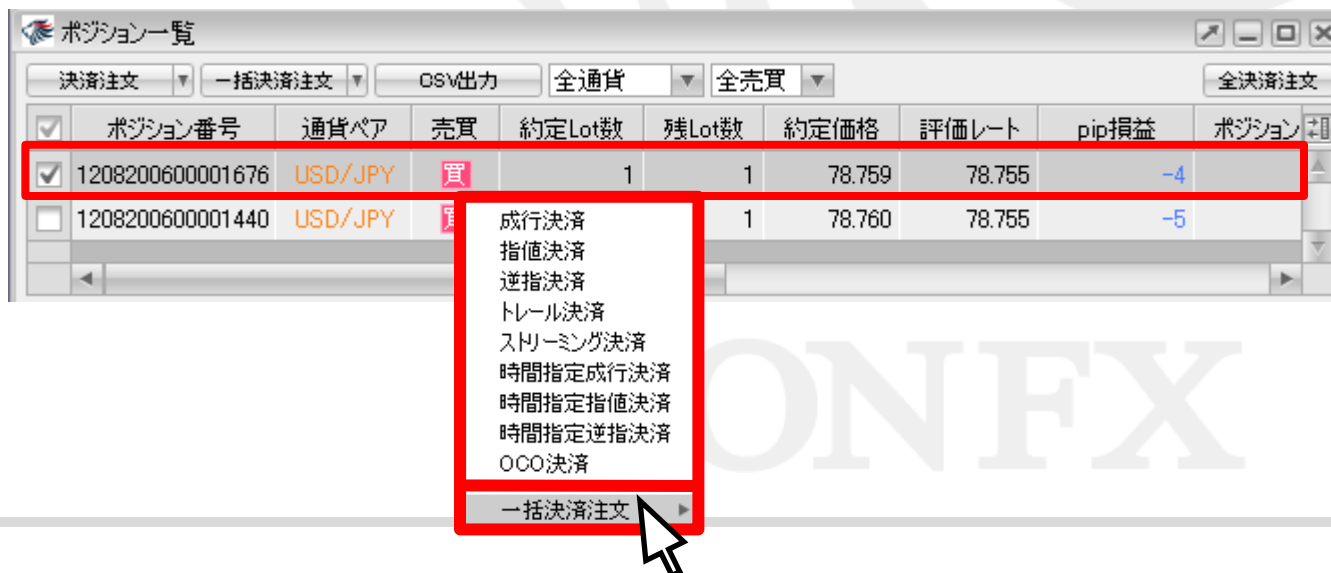 ポジション一覧
決済注文 一括決済注文 CSV出力 全通貨 全売買 全決済注文
ポジション番号 通貨ペア 売買 約定Lot数 残Lot数 約定価格 評価レート pip損益 ポジション
1208200600001676 USD/JPY 買 1 1 78.759 78.755 -4
1208200600001440 USD/JPY 1 78.760 78.755 -5
成行決済
指値決済
逆指決済
トレール決済
ストリーミング決済
時間指定成行決済
時間指定指値決済
時間指定逆指決済
OCO決済
一括決済注文
ONFX